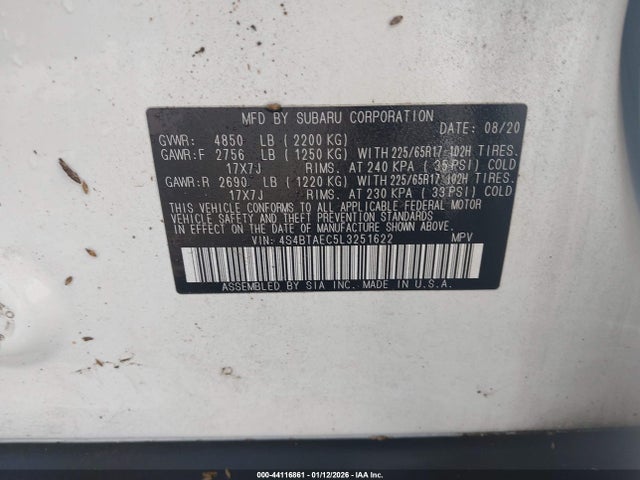 MFD BY SUBARU CORPORATION
DATE: 08/20
GVWR: 4850 LB (2200 KG)
GAWR:F 2756 LB (1250 KG) WITH 225/65R17 102H TIRES.
17X7J RIMS. AT 240 KPA (35 PSI) COLD
GAWR:R 2690 LB (1220 KG) WITH 225/65R17 102H TIRES.
17X7J RIMS. AT 230 KPA (33 PSI) COLD
THIS VEHICLE CONFORMS TO ALL APPLICABLE FEDERAL MOTOR
VEHICLE SAFETY STANDARDS IN EFFECT ON THE DATE OF
MANUFACTURE SHOWN ABOVE.
VIN: 4S4BTAEC5L3251622 MPV
ASSEMBLED BY SIA INC. MADE IN U.S.A.
000-44116861 - 01/12/2026 - IAA Inc.